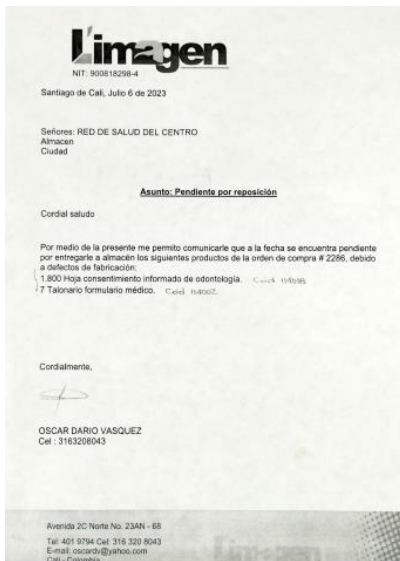 L'imagen
NIT: 900818298-4
Santiago de Cali, Julio 6 de 2023
Señores: RED DE SALUD DEL CENTRO
Almacen
Ciudad
Asunto: Pendiente por reposición
Cordial saludo
Por medio de la presente me permito comunicarle que a la fecha se encuentra pendiente
por entregarle a almacén los siguientes productos de la orden de compra # 2286, debido
a defectos de fabricación:
1.800 Hoja consentimiento informado de odontología.
7 Talonario formulario médico.
Cordialmente,
OSCAR DARIO VASQUEZ
Cel : 3163208043
Avenida 2C Norte No. 23AN - 68
Tel: 401 9794 Cel: 316 320 8043
E-mail: oscardv@yahoo.com
Cali - Colombia